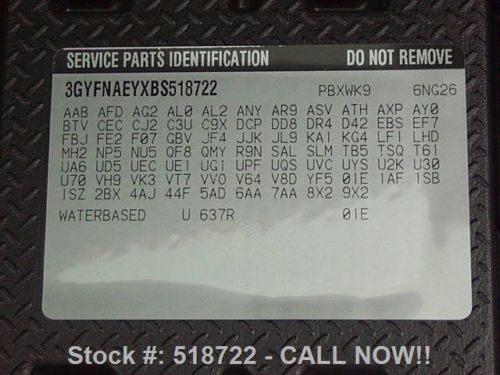 SERVICE PARTS IDENTIFICATION DO NOT REMOVE
3GYFNAEYXBS518722 PBXWK9 6NG26
AAB AFD AG2 AL0 AL2 ANY AR9 ASV ATH AXP AY0
BTV CEC CJ2 C3U C9X DCP DD8 DR4 D42 EBS EF7
FBJ FE2 F07 GBV JF4 JJK JL9 KA1 KG4 LF1 LHD
MH2 NP5 NU5 QF8 QMY R9N SAL SLM TB5 TSQ T61
UA6 UD5 UEC UE1 UG1 UPF UQS UVC UYS U2K U30
U70 VH9 VK3 VT7 VV0 V64 V8D YF5 01E 1AF 1SB
1SZ 2BX 4AJ 44F 5AD 6AA 7AA 8X2 9X2
WATERBASED U 637R 01E
Stock #: 518722 - CALL NOW!!